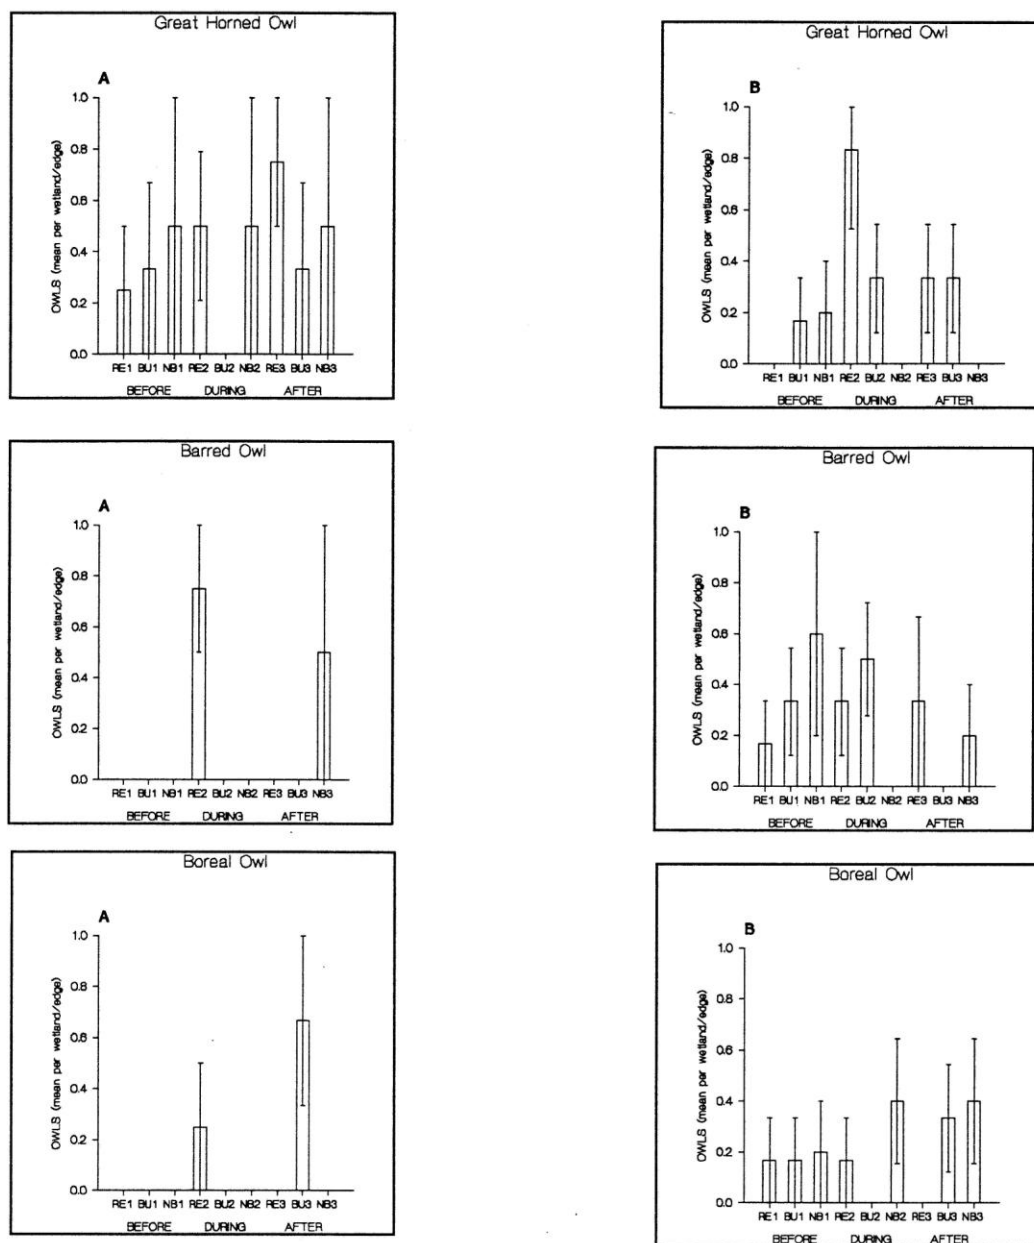 Great Horned Owl
A
OWLS (mean per wetland/edge)
1.0
0.8
0.6
0.4
0.2
0.0
RE1 BU1 NB1 RE2 BU2 NB2 RE3 BU3 NB3
BEFORE DURING AFTER
Great Horned Owl
B
OWLS (mean per wetland/edge)
1.0
0.8
0.6
0.4
0.2
0.0
RE1 BU1 NB1 RE2 BU2 NB2 RE3 BU3 NB3
BEFORE DURING AFTER
Barred Owl
A
OWLS (mean per wetland/edge)
1.0
0.8
0.6
0.4
0.2
0.0
RE1 BU1 NB1 RE2 BU2 NB2 RE3 BU3 NB3
BEFORE DURING AFTER
Barred Owl
B
OWLS (mean per wetland/edge)
1.0
0.8
0.6
0.4
0.2
0.0
RE1 BU1 NB1 RE2 BU2 NB2 RE3 BU3 NB3
BEFORE DURING AFTER
Boreal Owl
A
OWLS (mean per wetland/edge)
1.0
0.8
0.6
0.4
0.2
0.0
RE1 BU1 NB1 RE2 BU2 NB2 RE3 BU3 NB3
BEFORE DURING AFTER
Boreal Owl
B
OWLS (mean per wetland/edge)
1.0
0.8
0.6
0.4
0.2
0.0
RE1 BU1 NB1 RE2 BU2 NB2 RE3 BU3 NB3
BEFORE DURING AFTER